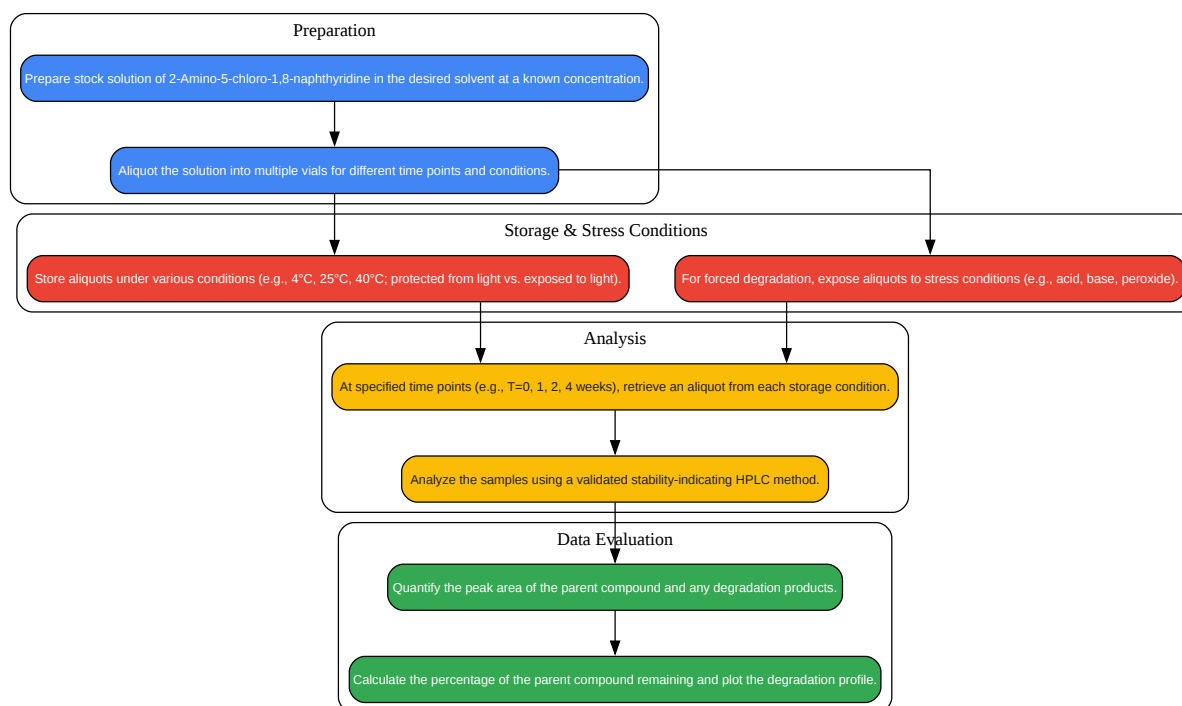 Preparation
Prepare stock solution of 2-Amino-5-chloro-1,8-naphthyridine in the desired solvent at a known concentration.
Aliquot the solution into multiple vials for different time points and conditions.
Storage & Stress Conditions
Store aliquots under various conditions (e.g., 4°C, 25°C, 40°C; protected from light vs. exposed to light).
For forced degradation, expose aliquots to stress conditions (e.g., acid, base, peroxide).
Analysis
At specified time points (e.g., T=0, 1, 2, 4 weeks), retrieve an aliquot from each storage condition.
Analyze the samples using a validated stability-indicating HPLC method.
Data Evaluation
Quantify the peak area of the parent compound and any degradation products.
Calculate the percentage of the parent compound remaining and plot the degradation profile.